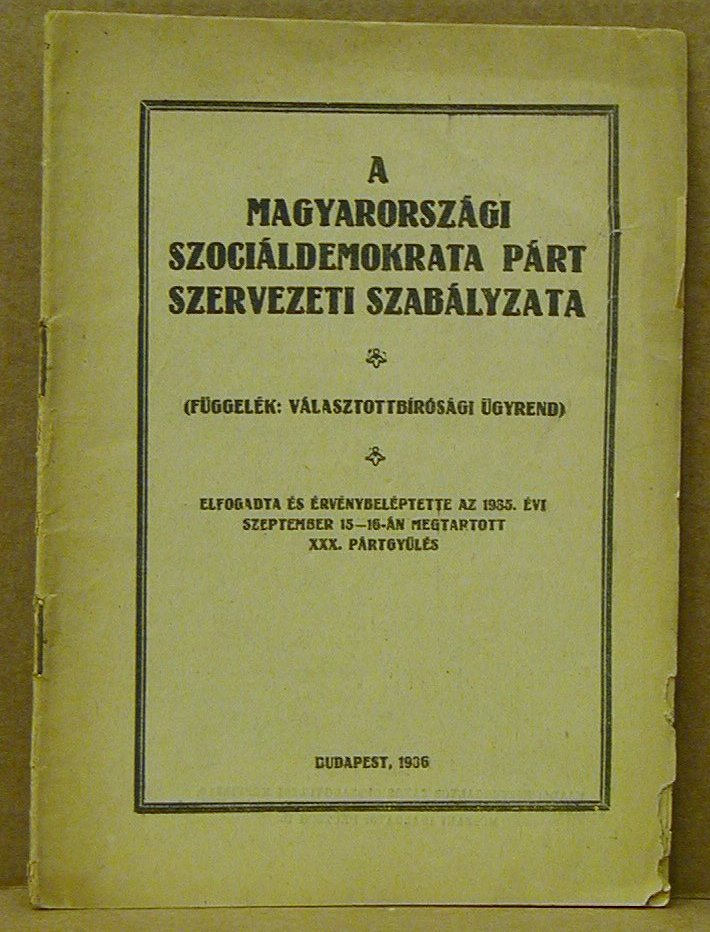 A
MAGYARORSZÁGI
SZOCIÁLDEMOKRATA PÁRT
SZERVEZETI SZABÁLYZATA
(FÜGGELÉK: VÁLASZTOTTBÍRÓSÁGI ÜGYREND)
ELFOGADTA ÉS ÉRVÉNYBELÉPTETTE AZ 1935. ÉVI
SZEPTEMBER 15—16-ÁN MEGTARTOTT
XXX. PÁRTGYŰLÉS
BUDAPEST, 1936